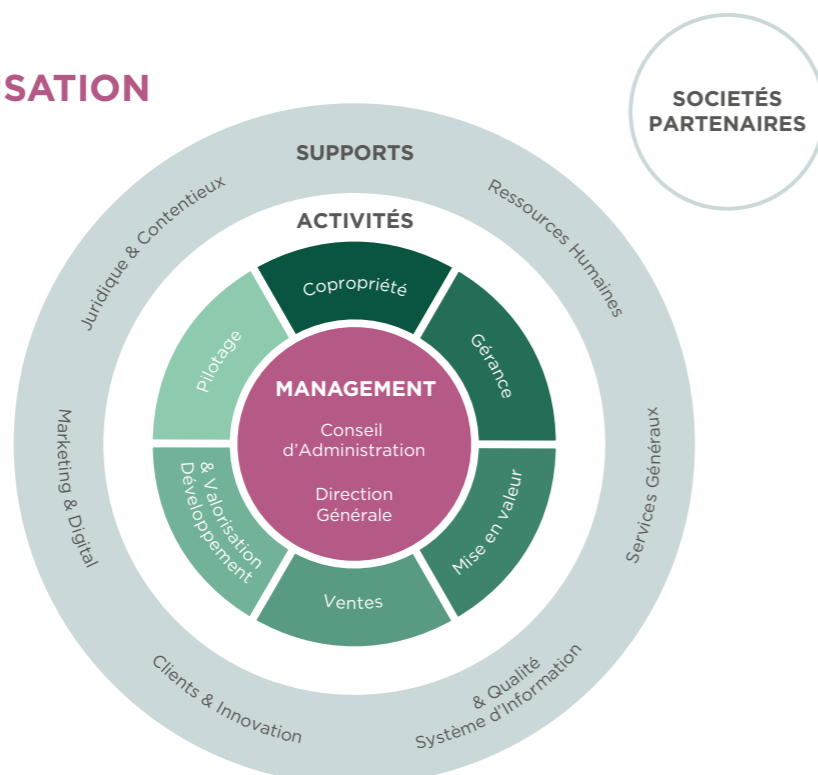 ISATION
SOCIETÉS
PARTENAIRES
SUPPORTS
Juridique & Contentieux
Ressources Humaines
Services Généraux
Système d'Information
& Qualité
Clients & Innovation
Marketing & Digital
ACTIVITÉS
Copropriété
Gérance
Mise en valeur
Ventes
Développement
& Valorisation
Pilotage
MANAGEMENT
Conseil
d'Administration
Direction
Générale